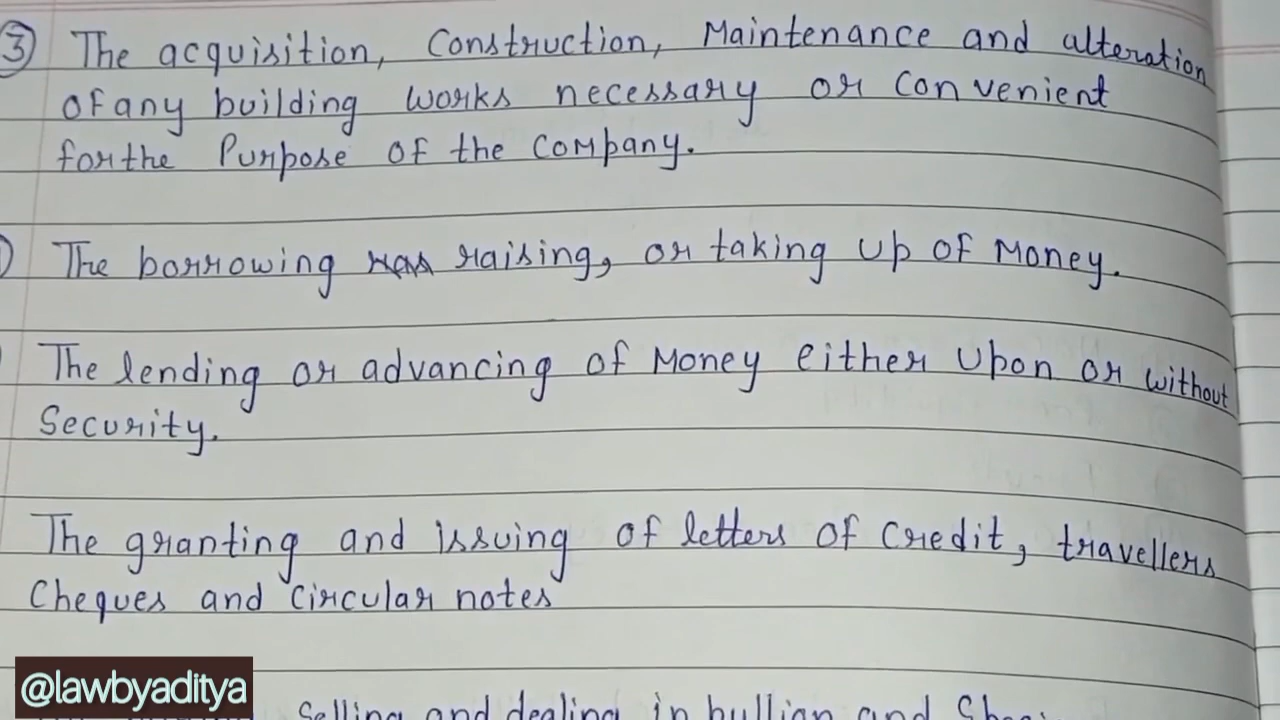 3 The acquisition, Construction, Maintenance and alteration
of any building works necessary or convenient
for the Purpose of the company.
The borrowing raising, or taking up of Money.
The lending or advancing of Money either Upon or without
Security.
The granting and issuing of letters of credit, travellers
Cheques and circular notes
Selling and dealing in bullian and
@lawbyaditya